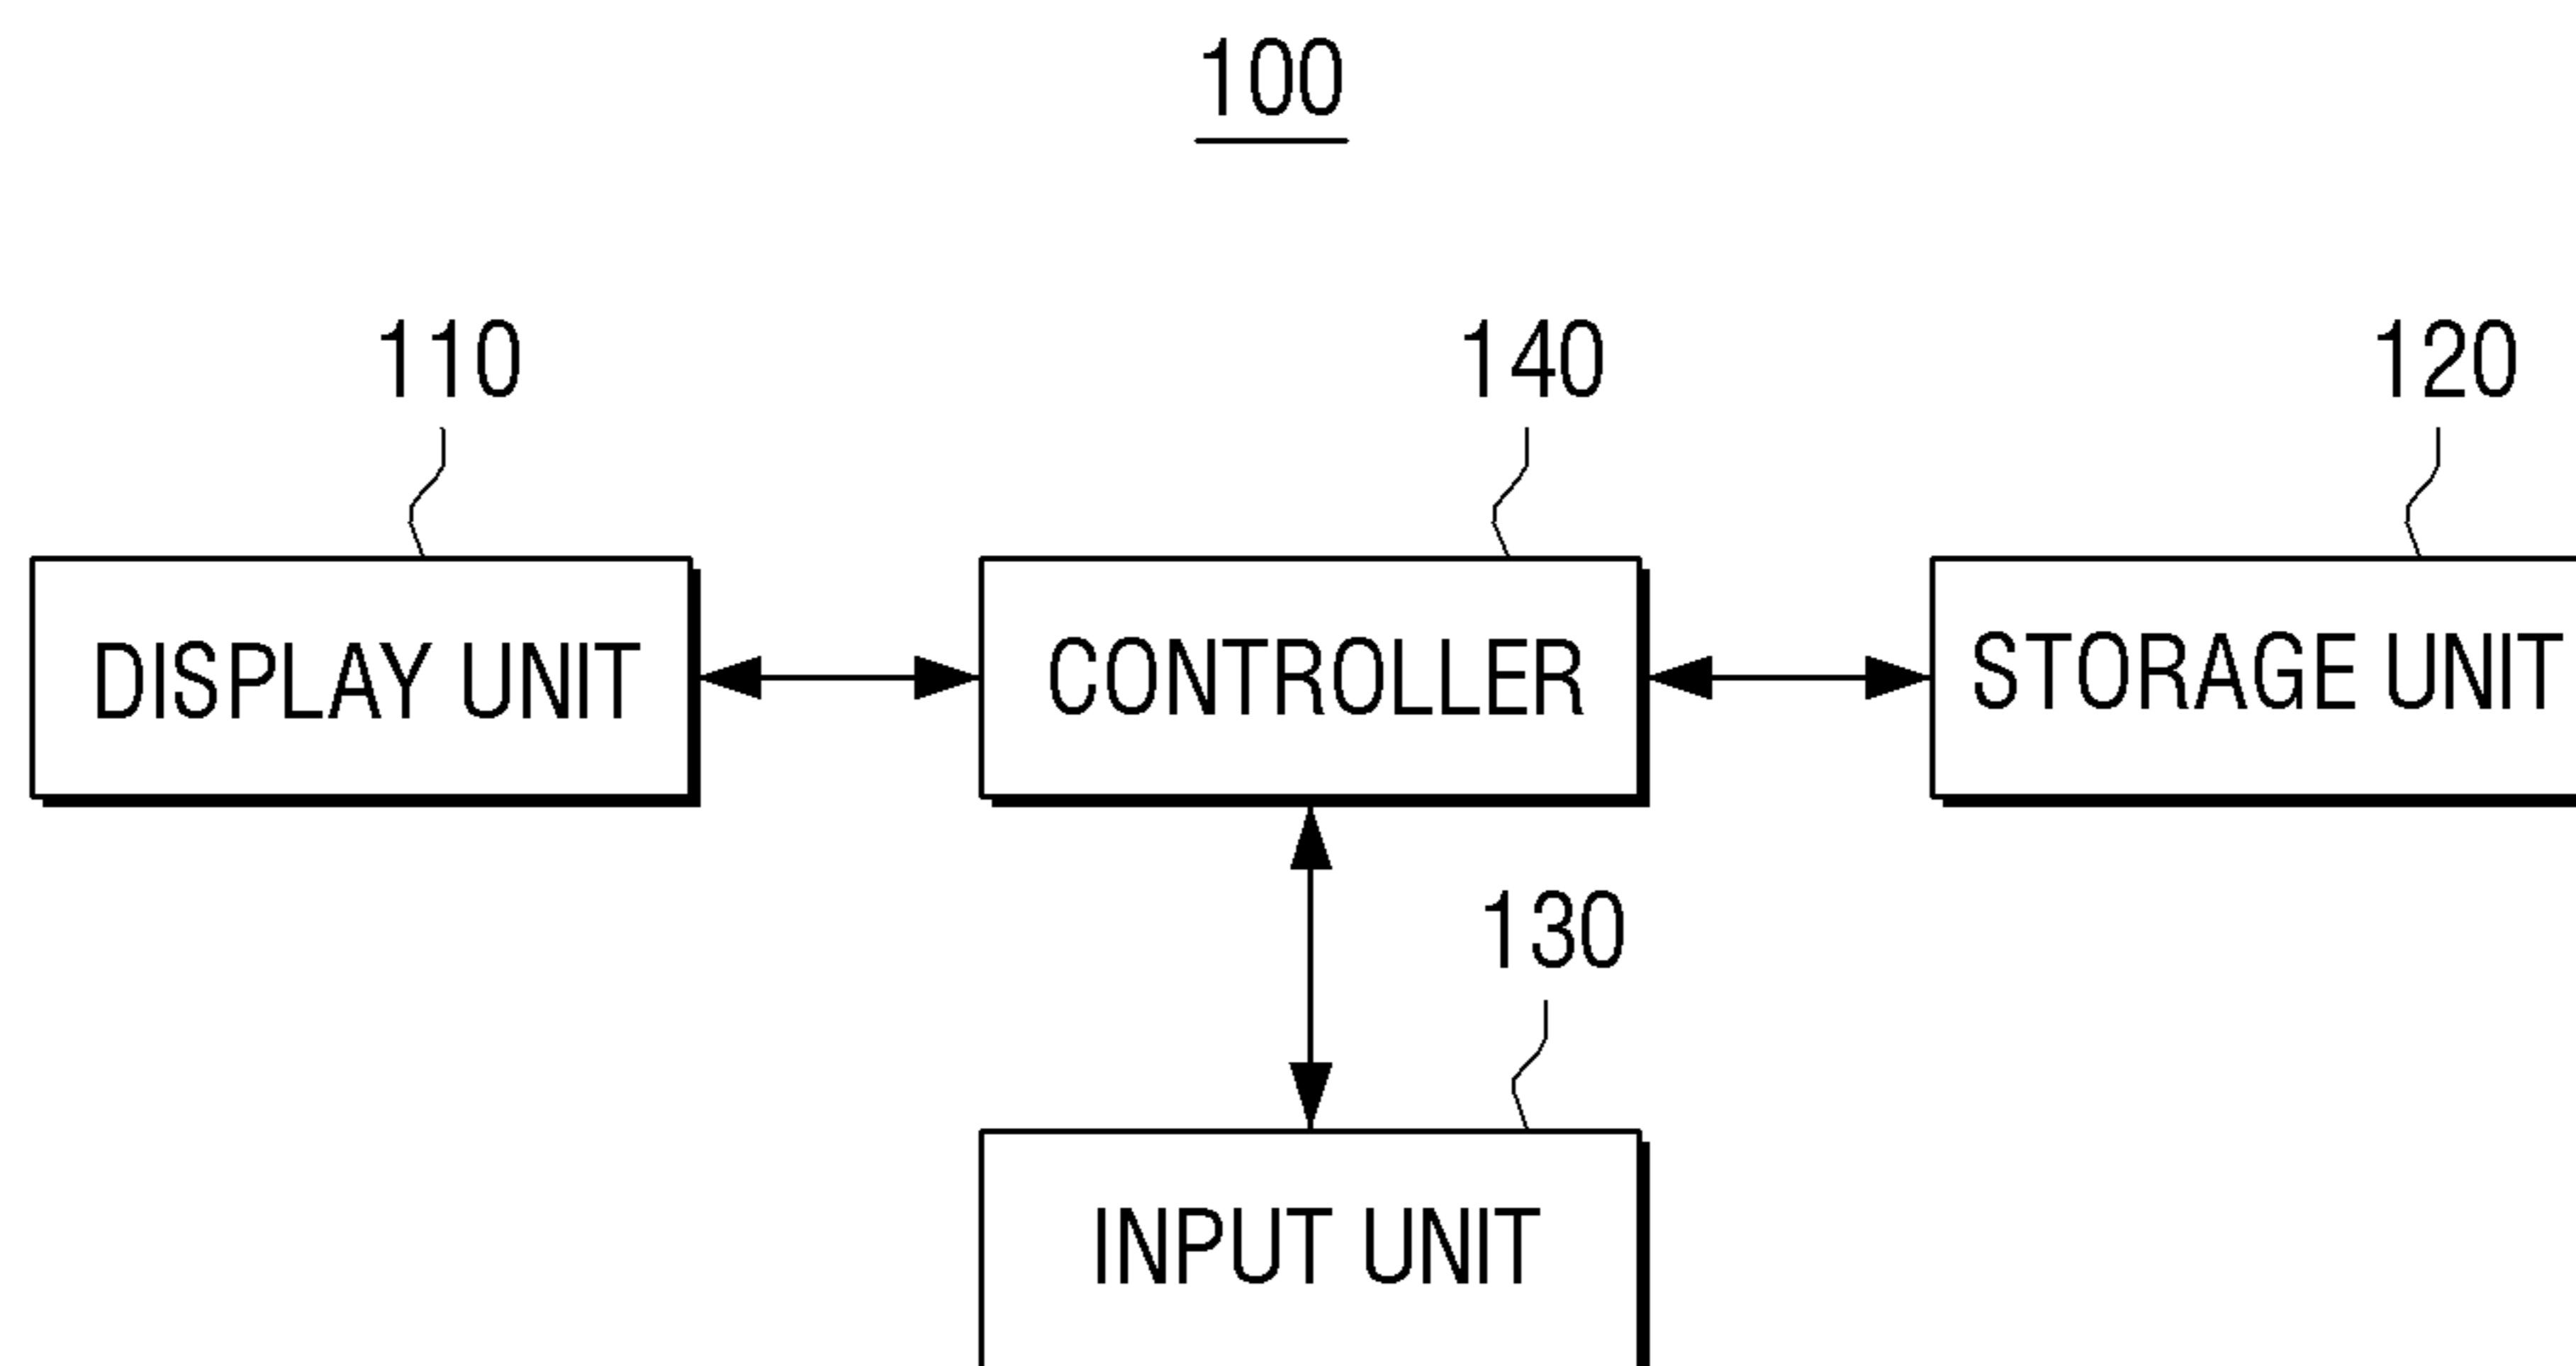 100
110
140
120
DISPLAY UNIT
CONTROLLER
STORAGE UNIT
130
INPUT UNIT